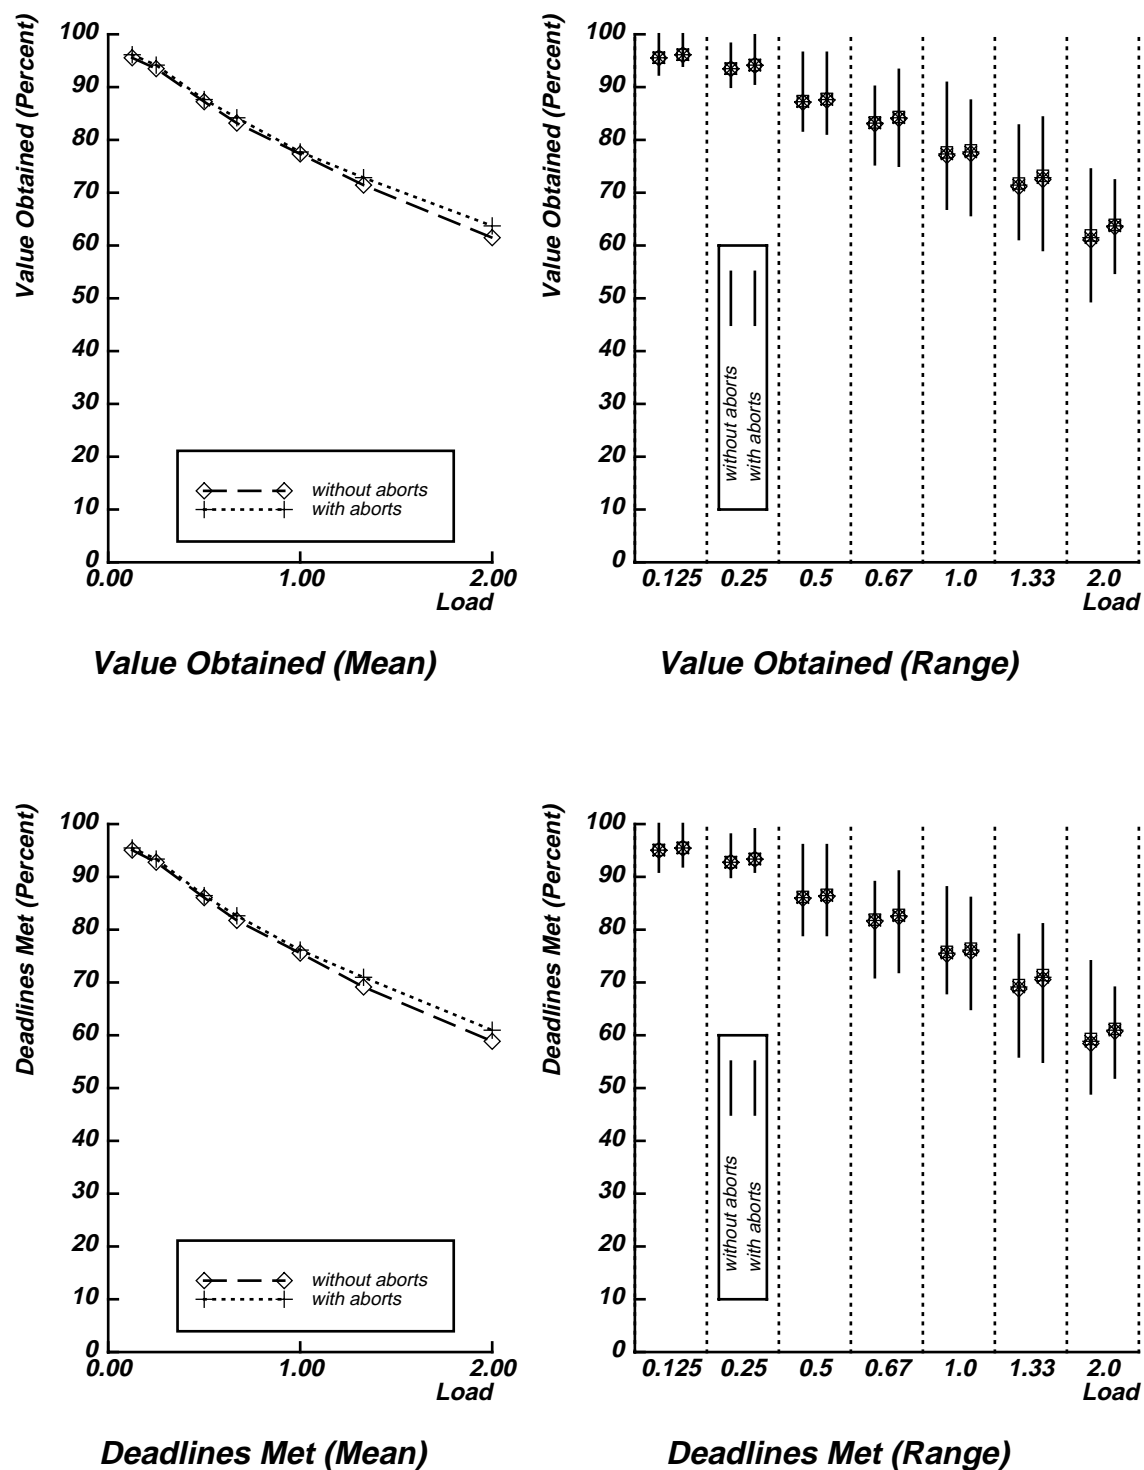 Value Obtained (Percent)
100
90
80
70
60
50
40
30
20
10
0
without aborts
with aborts
0.00
1.00
2.00
Load
Value Obtained (Mean)
Value Obtained (Percent)
100
90
80
70
60
50
40
30
20
10
0
without aborts
with aborts
0.125 0.25 0.5 0.67 1.0 1.33 2.0
Load
Value Obtained (Range)
Deadlines Met (Percent)
100
90
80
70
60
50
40
30
20
10
0
without aborts
with aborts
0.00
1.00
2.00
Load
Deadlines Met (Mean)
Deadlines Met (Percent)
100
90
80
70
60
50
40
30
20
10
0
without aborts
with aborts
0.125 0.25 0.5 0.67 1.0 1.33 2.0
Load
Deadlines Met (Range)